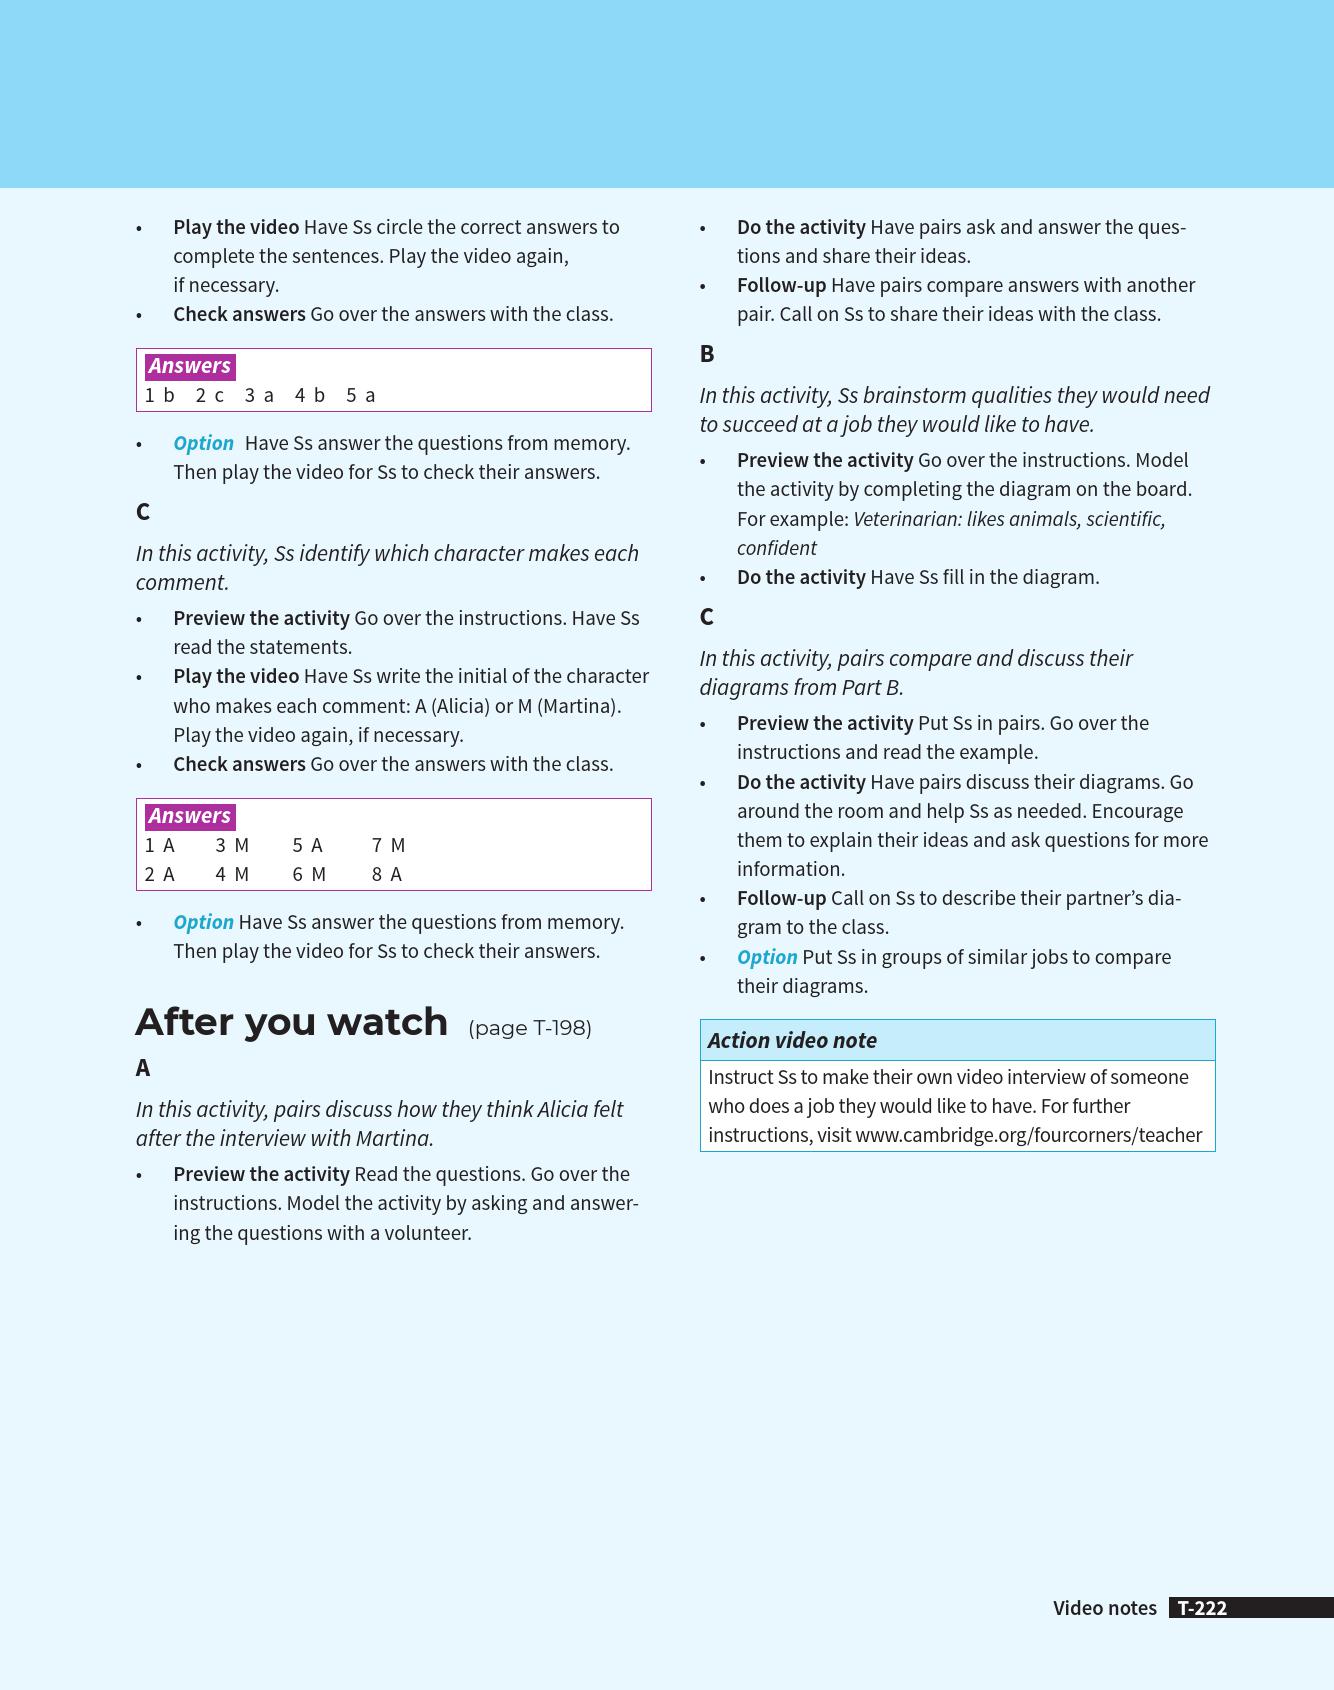 • Play the video Have Ss circle the correct answers to
complete the sentences. Play the video again,
if necessary.
• Check answers Go over the answers with the class.
Answers
1 b 2 c 3 a 4 b 5 a
• Option Have Ss answer the questions from memory.
Then play the video for Ss to check their answers.
C
In this activity, Ss identify which character makes each
comment.
• Preview the activity Go over the instructions. Have Ss
read the statements.
• Play the video Have Ss write the initial of the character
who makes each comment: A (Alicia) or M (Martina).
Play the video again, if necessary.
• Check answers Go over the answers with the class.
Answers
1 A 3 M 5 A 7 M
2 A 4 M 6 M 8 A
• Option Have Ss answer the questions from memory.
Then play the video for Ss to check their answers.
After you watch (page T-198)
A
In this activity, pairs discuss how they think Alicia felt
after the interview with Martina.
• Preview the activity Read the questions. Go over the
instructions. Model the activity by asking and answer-
ing the questions with a volunteer.
• Do the activity Have pairs ask and answer the ques-
tions and share their ideas.
• Follow-up Have pairs compare answers with another
pair. Call on Ss to share their ideas with the class.
B
In this activity, Ss brainstorm qualities they would need
to succeed at a job they would like to have.
• Preview the activity Go over the instructions. Model
the activity by completing the diagram on the board.
For example: Veterinarian: likes animals, scientific,
confident
• Do the activity Have Ss fill in the diagram.
C
In this activity, pairs compare and discuss their
diagrams from Part B.
• Preview the activity Put Ss in pairs. Go over the
instructions and read the example.
• Do the activity Have pairs discuss their diagrams. Go
around the room and help Ss as needed. Encourage
them to explain their ideas and ask questions for more
information.
• Follow-up Call on Ss to describe their partner’s dia-
gram to the class.
• Option Put Ss in groups of similar jobs to compare
their diagrams.
Action video note
Instruct Ss to make their own video interview of someone
who does a job they would like to have. For further
instructions, visit www.cambridge.org/fourcorners/teacher
Video notes T-222